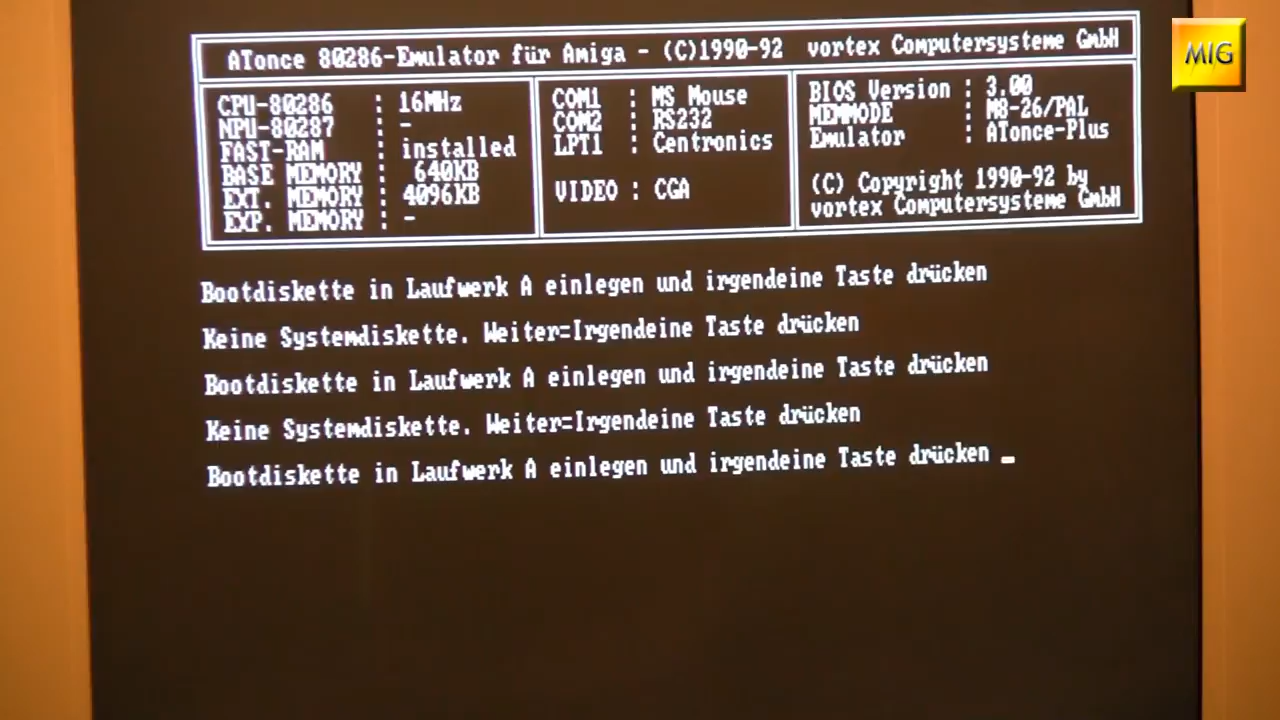 ATonce 80286-Emulator für Amiga - (C)1990-92 vortex Computersysteme GmbH
CPU-80286 : 16MHz
NPU-80287 : -
FAST-RAM : installed
BASE MEMORY : 640KB
EXT. MEMORY : 4096KB
EXP. MEMORY : -
COM1 : MS Mouse
COM2 : RS232
LPT1 : Centronics
VIDEO : CGA
BIOS Version : 3.00
MEMMODE : M8-26/PAL
Emulator : ATonce-Plus
(C) Copyright 1990-92 by
vortex Computersysteme GmbH
Bootdiskette in Laufwerk A einlegen und irgendeine Taste drücken
Keine Systemdiskette. Weiter=Irgendeine Taste drücken
Bootdiskette in Laufwerk A einlegen und irgendeine Taste drücken
Keine Systemdiskette. Weiter=Irgendeine Taste drücken
Bootdiskette in Laufwerk A einlegen und irgendeine Taste drücken _
MIG